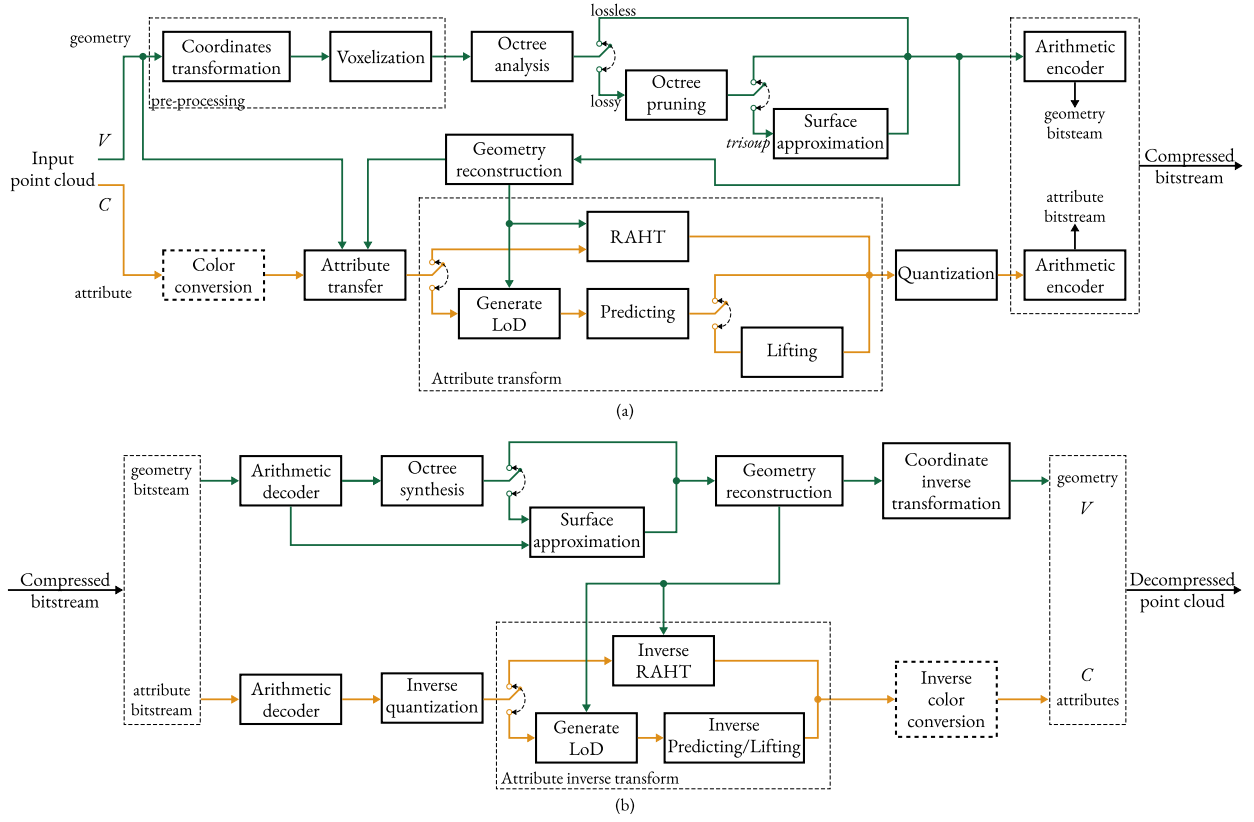 lossless
geometry
Coordinates
transformation
Voxelization
Octree
analysis
Arithmetic
encoder
pre-processing
lossy
Octree
pruning
geometry
bitsteam
V
trisoup
Surface
approximation
Input
point cloud
Geometry
reconstruction
Compressed
bitstream
C
attribute
bitstream
RAHT
Color
conversion
Attribute
transfer
Quantization
Arithmetic
encoder
attribute
Generate
LoD
Predicting
Lifting
Attribute transform
(a)
geometry
bitsteam
Arithmetic
decoder
Octree
synthesis
Geometry
reconstruction
Coordinate
inverse
transformation
geometry
V
Surface
approximation
Compressed
bitstream
Decompressed
point cloud
Inverse
RAHT
attribute
bitstream
Arithmetic
decoder
Inverse
quantization
Inverse
color
conversion
C
attributes
Generate
LoD
Inverse
Predicting/Lifting
Attribute inverse transform
(b)